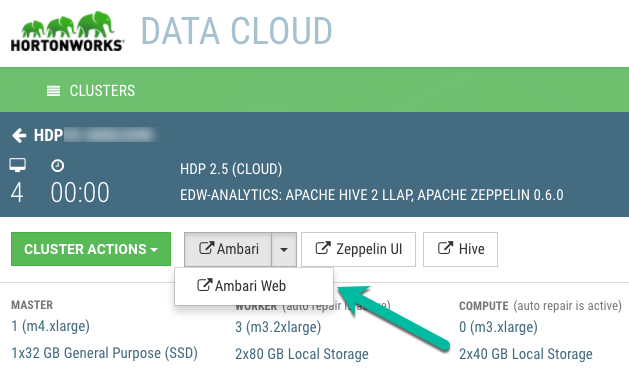 HORTONWORKS
DATA CLOUD
CLUSTERS
HDP
4 00:00
HDP 2.5 (CLOUD)
EDW-ANALYTICS: APACHE HIVE 2 LLAP, APACHE ZEPPELIN 0.6.0
CLUSTER ACTIONS Ambari Zeppelin UI Hive
Ambari Web
MASTER WORKER (auto repair is active) COMPUTE (auto repair is active)
1 (m4.xlarge) 3 (m3.2xlarge) 0 (m3.xlarge)
1x32 GB General Purpose (SSD) 2x80 GB Local Storage 2x40 GB Local Storage